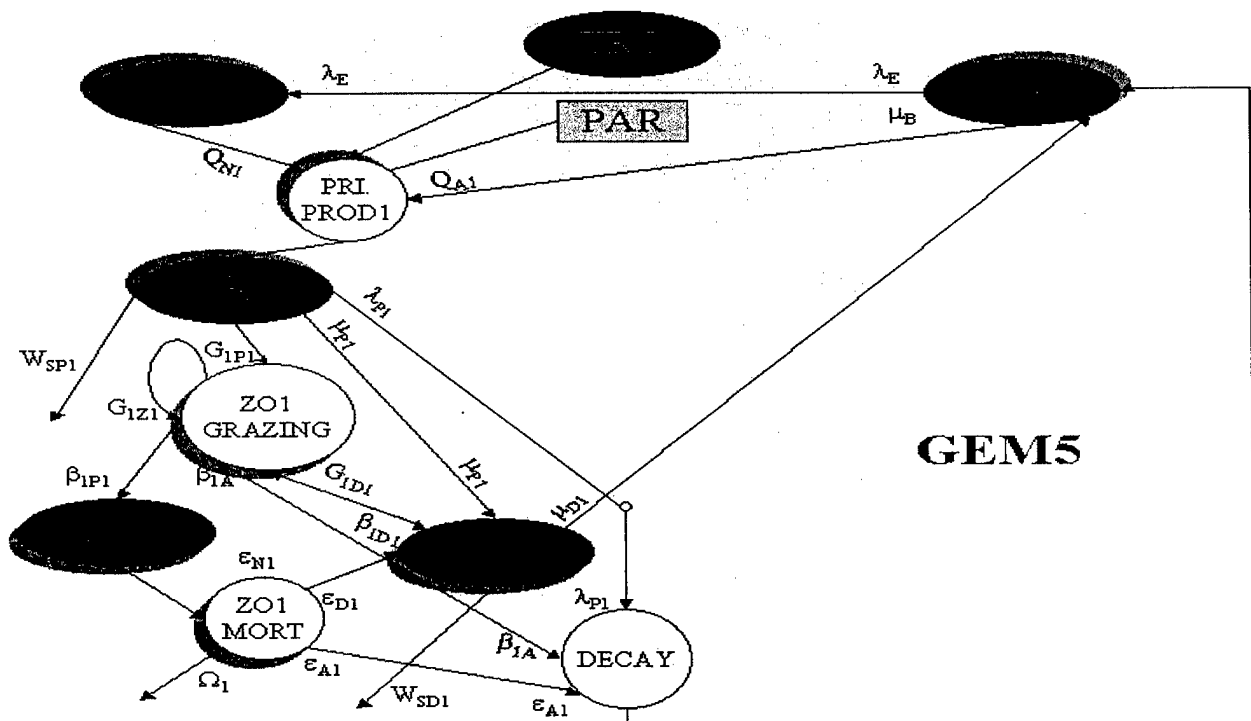 λE
λE
PAR
μB
QN1
PRI.
PROD1
QA1
λP1
μP1
WSP1
G1P1
G1Z1
ZO1
GRAZING
GEM5
β1P1
β1A
G1D1
μP1
μD1
β1D1
εN1
ZO1
MORT
εD1
λP1
β1A
DECAY
εA1
Ω1
WSD1
εA1